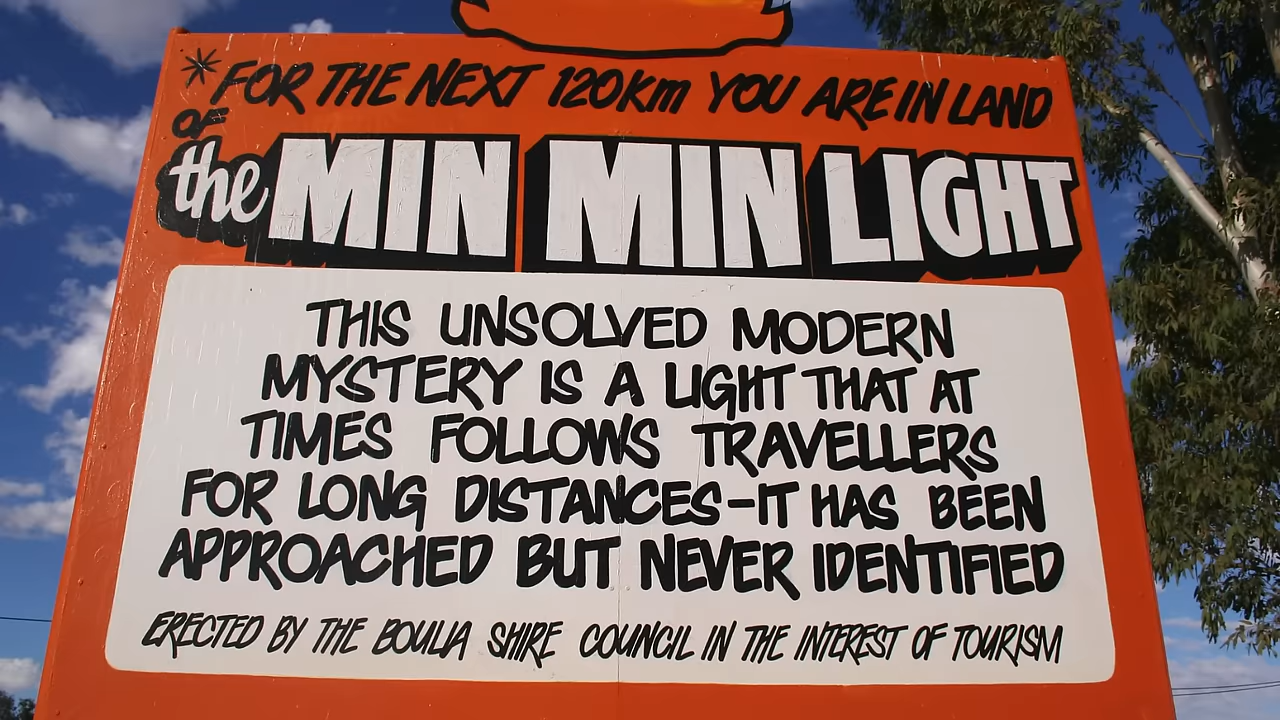 * FOR THE NEXT 120Km YOU ARE IN LAND
OF
the MIN MIN LIGHT
THIS UNSOLVED MODERN
MYSTERY IS A LIGHT THAT AT
TIMES FOLLOWS TRAVELLERS
FOR LONG DISTANCES-IT HAS BEEN
APPROACHED BUT NEVER IDENTIFIED
ERECTED BY THE BOULIA SHIRE COUNCIL IN THE INTEREST OF TOURISM